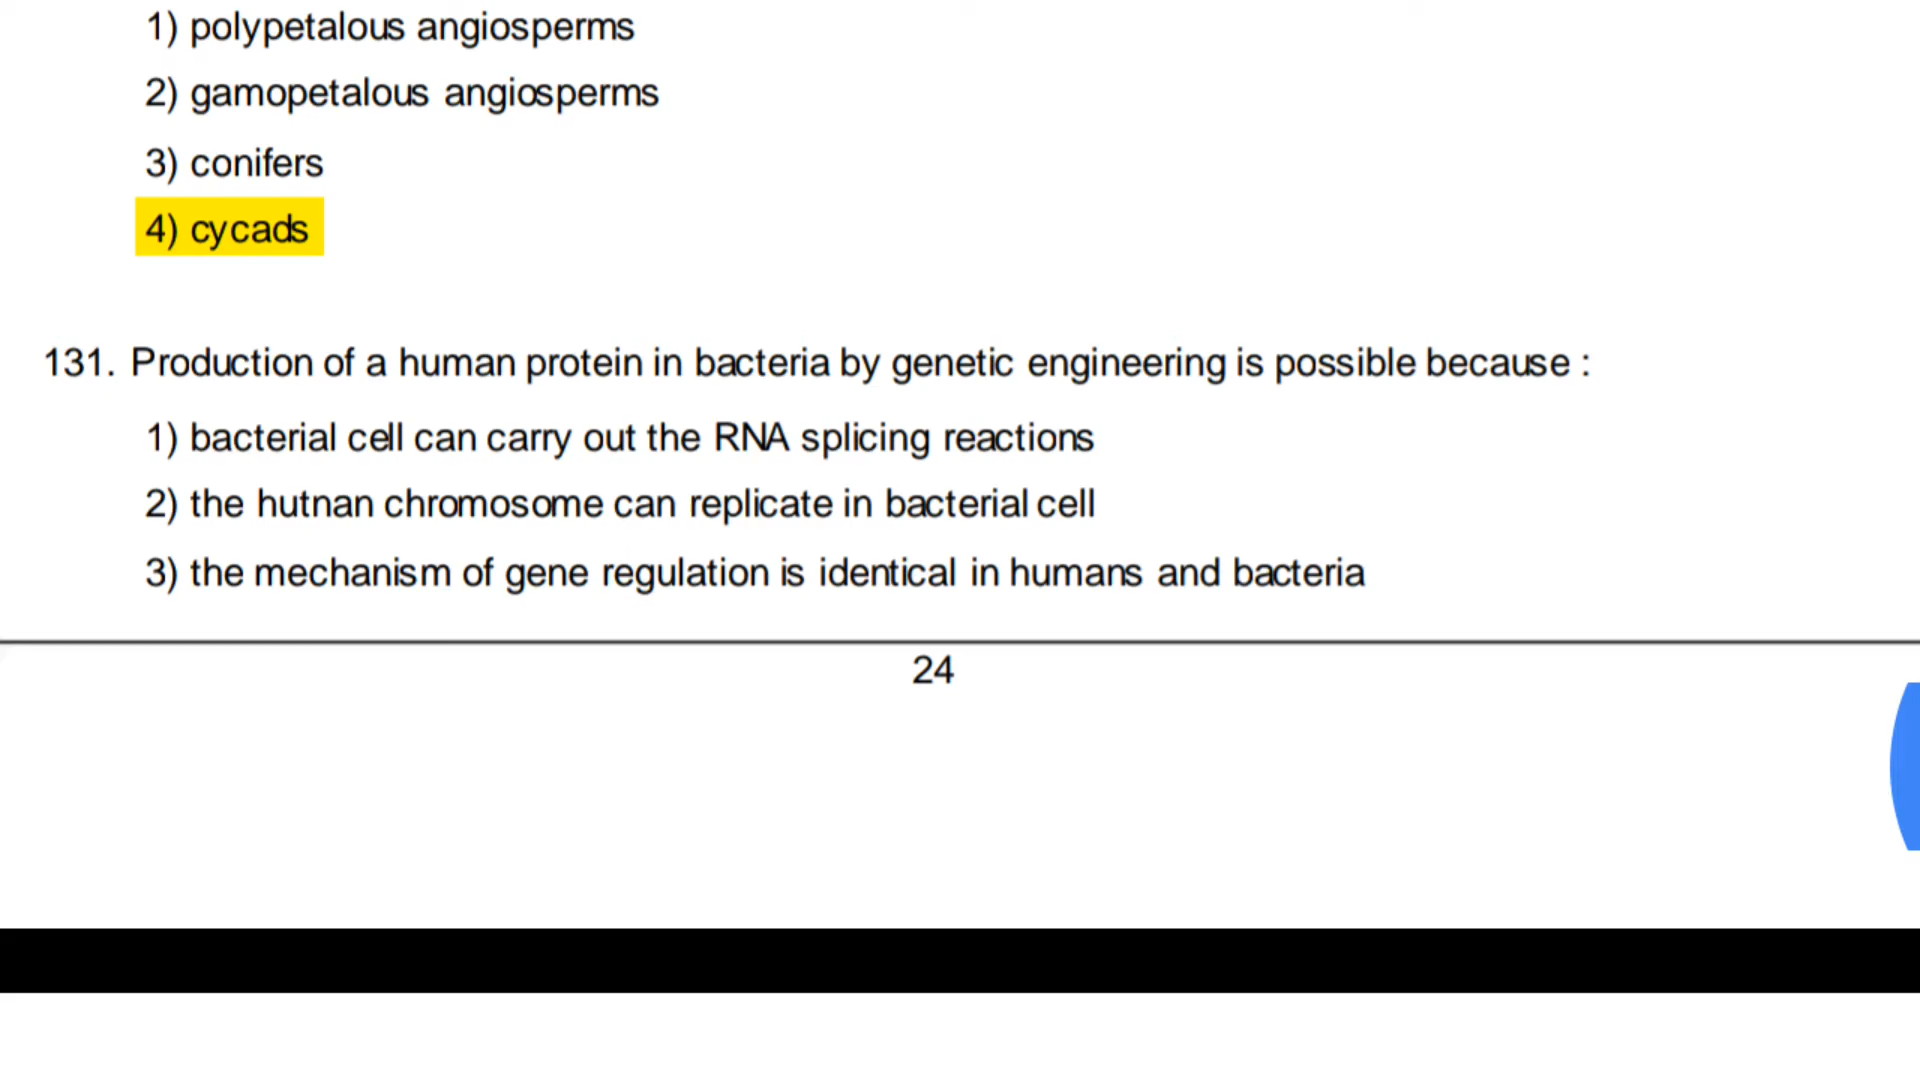 1) polypetalous angiosperms
2) gamopetalous angiosperms
3) conifers
4) cycads
131. Production of a human protein in bacteria by genetic engineering is possible because :
1) bacterial cell can carry out the RNA splicing reactions
2) the hutnan chromosome can replicate in bacterial cell
3) the mechanism of gene regulation is identical in humans and bacteria
24